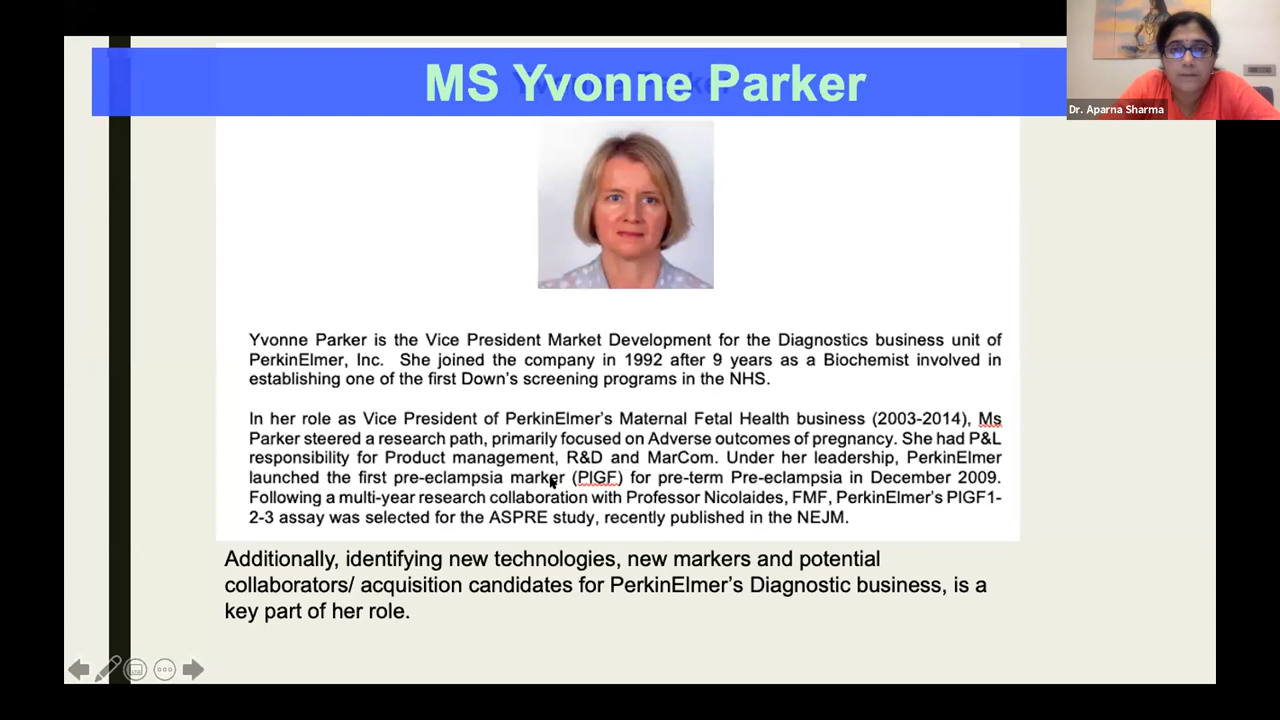 MS Yvonne Parker
Dr. Aparna Sharma
Yvonne Parker is the Vice President Market Development for the Diagnostics business unit of
PerkinElmer, Inc. She joined the company in 1992 after 9 years as a Biochemist involved in
establishing one of the first Down's screening programs in the NHS.
In her role as Vice President of PerkinElmer's Maternal Fetal Health business (2003-2014), Ms
Parker steered a research path, primarily focused on Adverse outcomes of pregnancy. She had P&L
responsibility for Product management, R&D and MarCom. Under her leadership, PerkinElmer
launched the first pre-eclampsia marker (PlGF) for pre-term Pre-eclampsia in December 2009.
Following a multi-year research collaboration with Professor Nicolaides, FMF, PerkinElmer's PlGF1-
2-3 assay was selected for the ASPRE study, recently published in the NEJM.
Additionally, identifying new technologies, new markers and potential
collaborators/ acquisition candidates for PerkinElmer's Diagnostic business, is a
key part of her role.